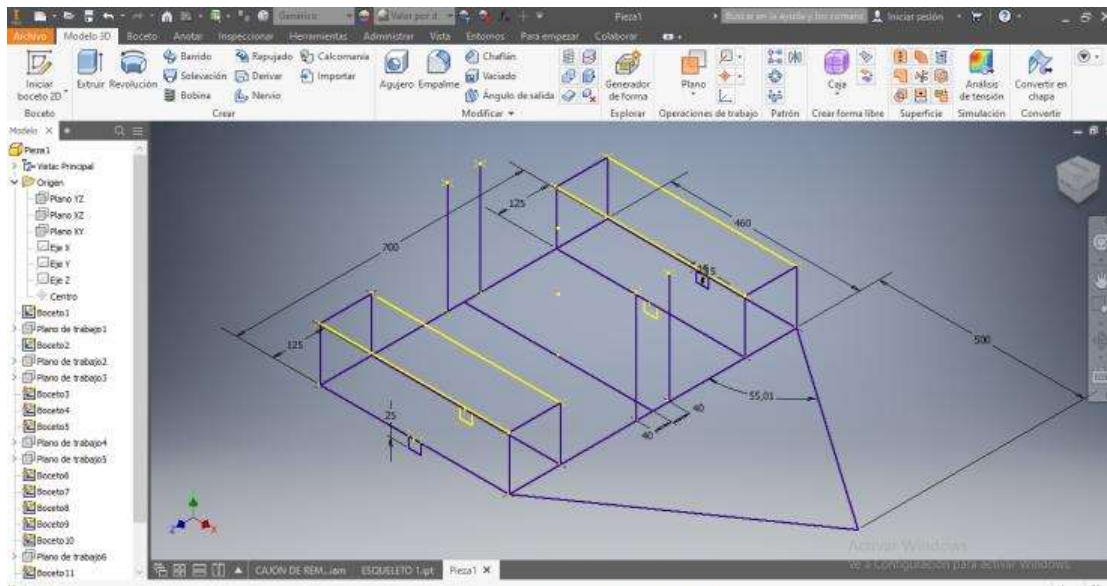 Genérico
Pieza1
Iniciar sesión
Archivo Modelo 3D Boceto Anotar Inspeccionar Herramientas Administrar Vista Entornos Para empezar Colaborar
Iniciar boceto 2D
Extruir
Revolución
Barrido
Solevación
Bobina
Repujado
Derivar
Nervio
Calcomanía
Importar
Agujero
Empalme
Chaflán
Vaciado
Ángulo de salida
Generador de forma
Plano
Caja
Análisis de tensión
Convertir en chapa
Boceto
Crear
Modificar
Explorar
Operaciones de trabajo
Patrón
Crear forma libre
Superficie
Simulación
Convertir
Modelo
Pieza1
Vista: Principal
Origen
Plano YZ
Plano XZ
Plano XY
Eje X
Eje Y
Eje Z
Centro
Boceto1
Plano de trabajo1
Boceto2
Plano de trabajo2
Plano de trabajo3
Boceto3
Boceto4
Boceto5
Plano de trabajo4
Plano de trabajo5
Boceto6
Boceto7
Boceto8
Boceto9
Boceto10
Plano de trabajo6
Boceto11
125
460
700
125
500
55,01
40
40
25
Z
X
Activar Windows
Ve a Configuración para activar Windows.
CAJÓN DE REM...iam
ESQUELETO 1.ipt
Pieza1